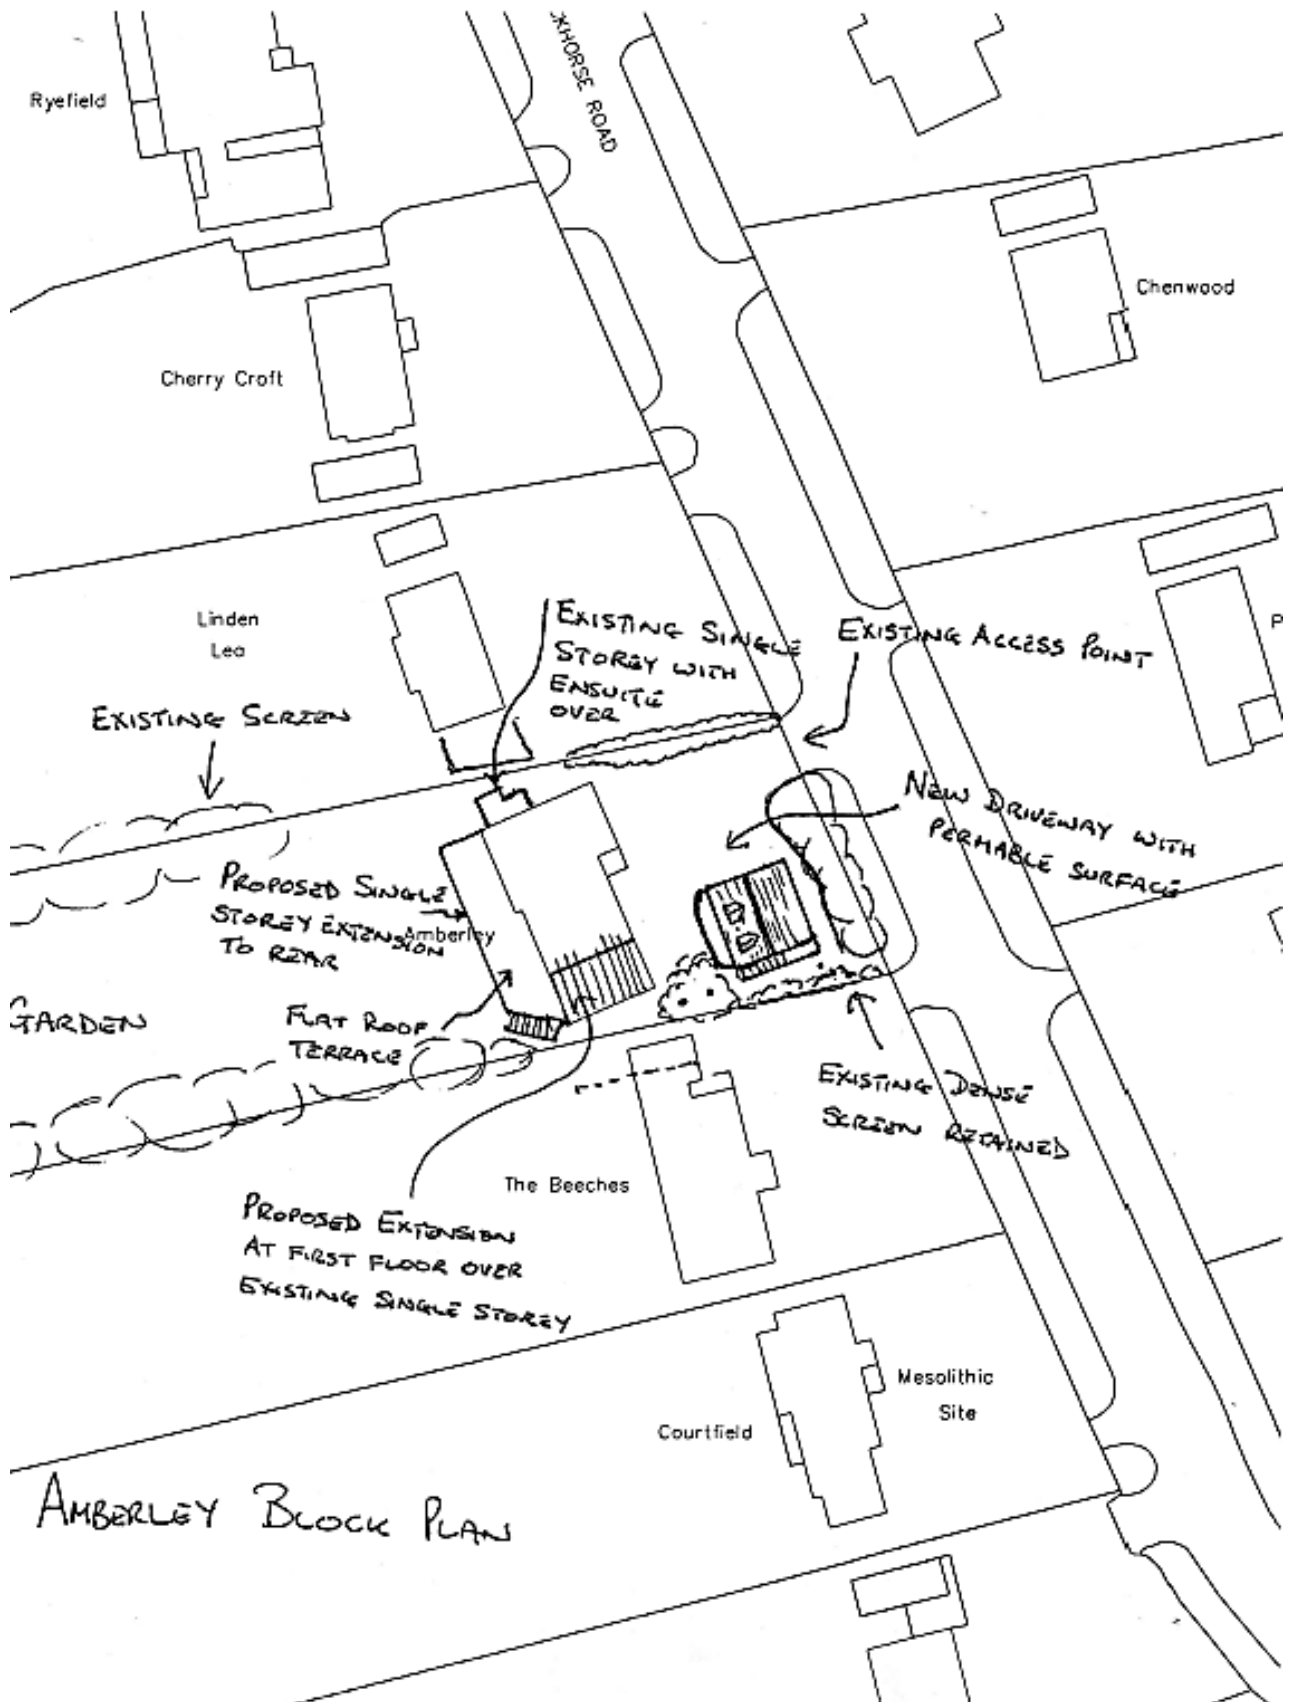 CKHORSE ROAD
Ryefield
Chenwood
Cherry Croft
Linden
Lea
EXISTING SINGLE
STOREY WITH
ENSUITE
OVER
EXISTING ACCESS POINT
EXISTING SCREEN
NEW DRIVEWAY WITH
PERMABLE SURFACE
P
PROPOSED SINGLE
STOREY EXTENSION
TO REAR
Amberley
GARDEN
FLAT ROOF
TERRACE
EXISTING DENSE
SCREEN RETAINED
The Beeches
PROPOSED EXTENSION
AT FIRST FLOOR OVER
EXISTING SINGLE STOREY
Mesolithic
Site
Courtfield
AMBERLEY BLOCK PLAN